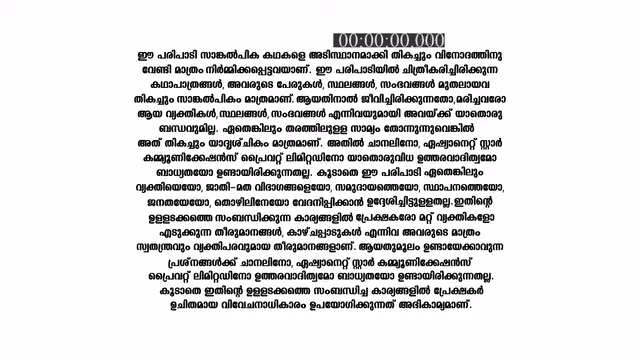 00:00:00.000
ഈ പരിപാടി സാങ്കൽപിക കഥകളെ അടിസ്ഥാനമാക്കി തികച്ചും വിനോദത്തിനു
വേണ്ടി മാത്രം നിർമ്മിക്കപ്പെട്ടവയാണ്. ഈ പരിപാടിയിൽ ചിത്രീകരിച്ചിരിക്കുന്ന
കഥാപാത്രങ്ങൾ, അവരുടെ പേരുകൾ, സ്ഥലങ്ങൾ, സംഭവങ്ങൾ മുതലായവ
തികച്ചും സാങ്കൽപികം മാത്രമാണ്. ആയതിനാൽ ജീവിച്ചിരിക്കുന്നതോ,മരിച്ചവരോ
ആയ വ്യക്തികൾ,സ്ഥലങ്ങൾ,സംഭവങ്ങൾ എന്നിവയുമായി അവയ്ക്ക് യാതൊരു
ബന്ധവുമില്ല. ഏതെങ്കിലും തരത്തിലുളള സാമ്യം തോന്നുന്നുവെങ്കിൽ
അത് തികച്ചും യാദൃശ്ചികം മാത്രമാണ്. അതിൽ ചാനലിനോ, ഏഷ്യാനെറ്റ് സ്റ്റാർ
കമ്മ്യൂണിക്കേഷൻസ് പ്രൈവറ്റ് ലിമിറ്റഡിനോ യാതൊരുവിധ ഉത്തരവാദിത്വമോ
ബാധ്യതയോ ഉണ്ടായിരിക്കുന്നതല്ല. കൂടാതെ ഈ പരിപാടി ഏതെങ്കിലും
വ്യക്തിയെയോ, ജാതി-മത വിഭാഗങ്ങളെയോ, സമുദായത്തെയോ, സ്ഥാപനത്തെയോ,
ജനതയേയോ, തൊഴിലിനേയോ വേദനിപ്പിക്കാൻ ഉദ്ദേശിച്ചിട്ടുളളതല്ല.ഇതിന്റെ
ഉളളടക്കത്തെ സംബന്ധിക്കുന്ന കാര്യങ്ങളിൽ പ്രേക്ഷകരോ മറ്റ് വ്യക്തികളോ
എടുക്കുന്ന തീരുമാനങ്ങൾ, കാഴ്ചപ്പാടുകൾ എന്നിവ അവരുടെ മാത്രം
സ്വതന്ത്രവും വ്യക്തിപരവുമായ തീരുമാനങ്ങളാണ്. ആയതുമൂലം ഉണ്ടായേക്കാവുന്ന
പ്രശ്നങ്ങൾക്ക് ചാനലിനോ, ഏഷ്യാനെറ്റ് സ്റ്റാർ കമ്മ്യൂണിക്കേഷൻസ്
പ്രൈവറ്റ് ലിമിറ്റഡിനോ ഉത്തരവാദിത്വമോ ബാധ്യതയോ ഉണ്ടായിരിക്കുന്നതല്ല.
കൂടാതെ ഇതിന്റെ ഉളളടക്കത്തെ സംബന്ധിച്ച കാര്യങ്ങളിൽ പ്രേക്ഷകർ
ഉചിതമായ വിവേചനാധികാരം ഉപയോഗിക്കുന്നത് അഭികാമ്യമാണ്.